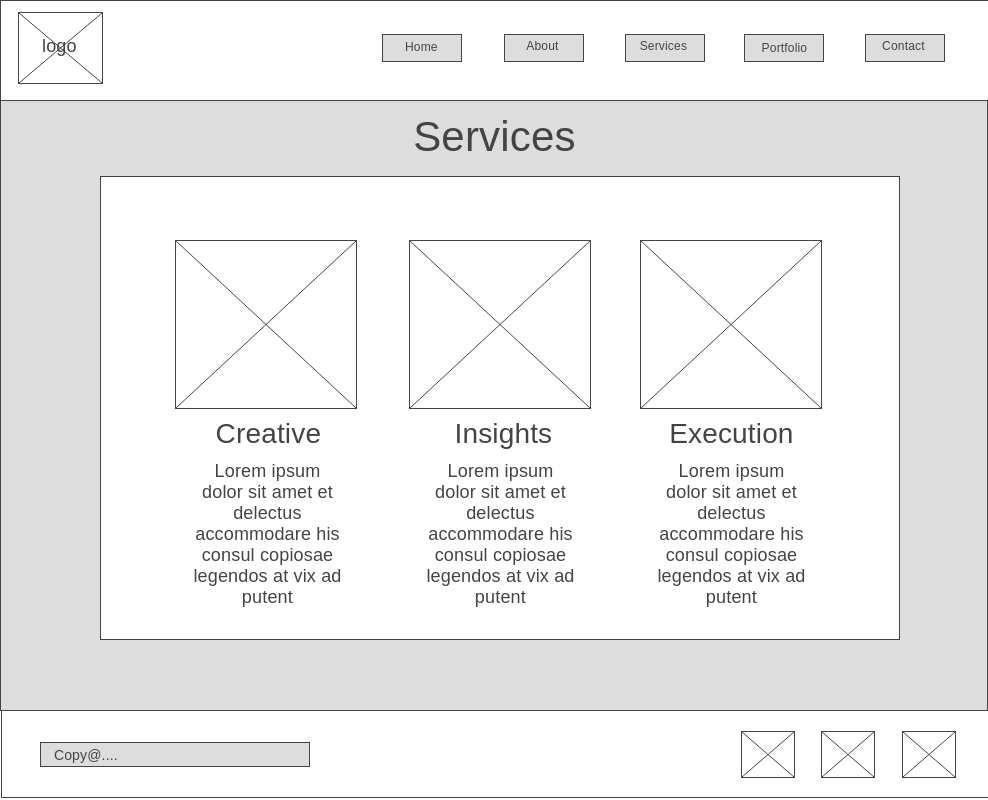 logo
Home
About
Services
Portfolio
Contact
Services
Creative
Lorem ipsum
dolor sit amet et
delectus
accommodare his
consul copiosae
legendos at vix ad
putent
Insights
Lorem ipsum
dolor sit amet et
delectus
accommodare his
consul copiosae
legendos at vix ad
putent
Execution
Lorem ipsum
dolor sit amet et
delectus
accommodare his
consul copiosae
legendos at vix ad
putent
Copy@....